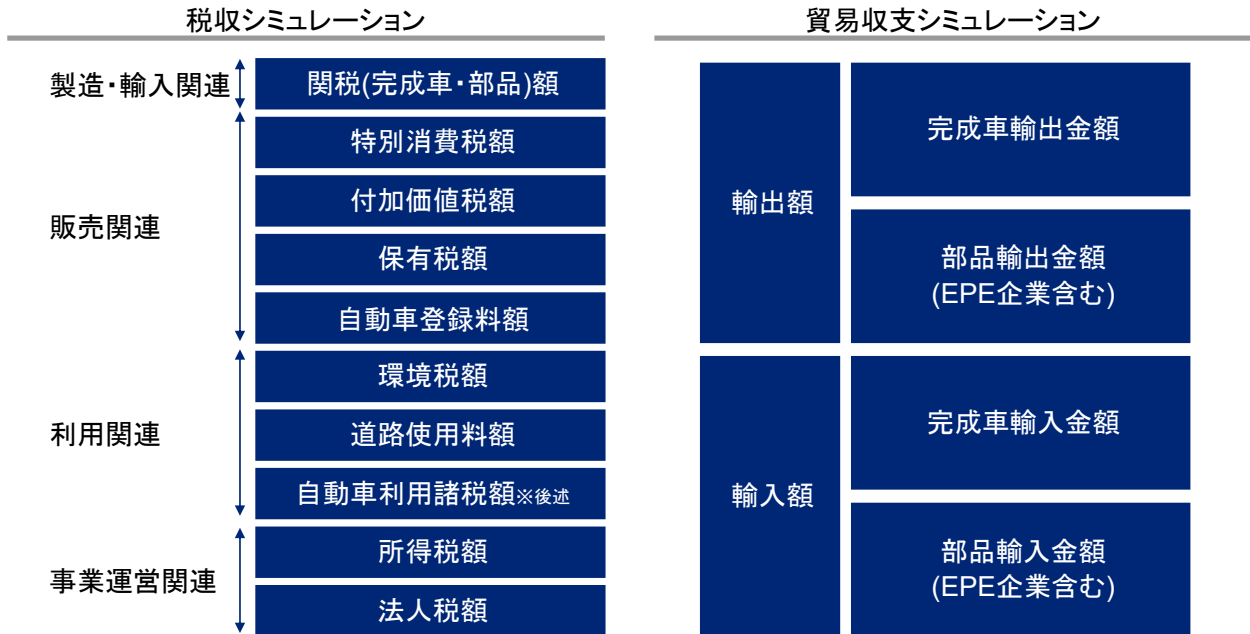 税収シミュレーション
製造・輸入関連
関税(完成車・部品)額
販売関連
特別消費税額
付加価値税額
保有税額
自動車登録料額
利用関連
環境税額
道路使用料額
自動車利用諸税額※後述
事業運営関連
所得税額
法人税額
貿易収支シミュレーション
輸出額
完成車輸出金額
部品輸出金額
(EPE企業含む)
輸入額
完成車輸入金額
部品輸入金額
(EPE企業含む)